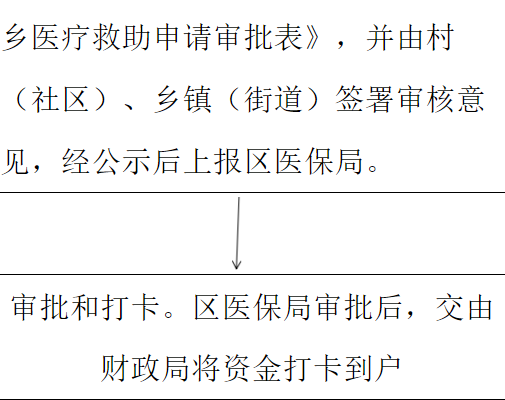 乡医疗救助申请审批表》，并由村
（社区）、乡镇（街道）签署审核意
见，经公示后上报区医保局。
审批和打卡。区医保局审批后，交由
财政局将资金打卡到户